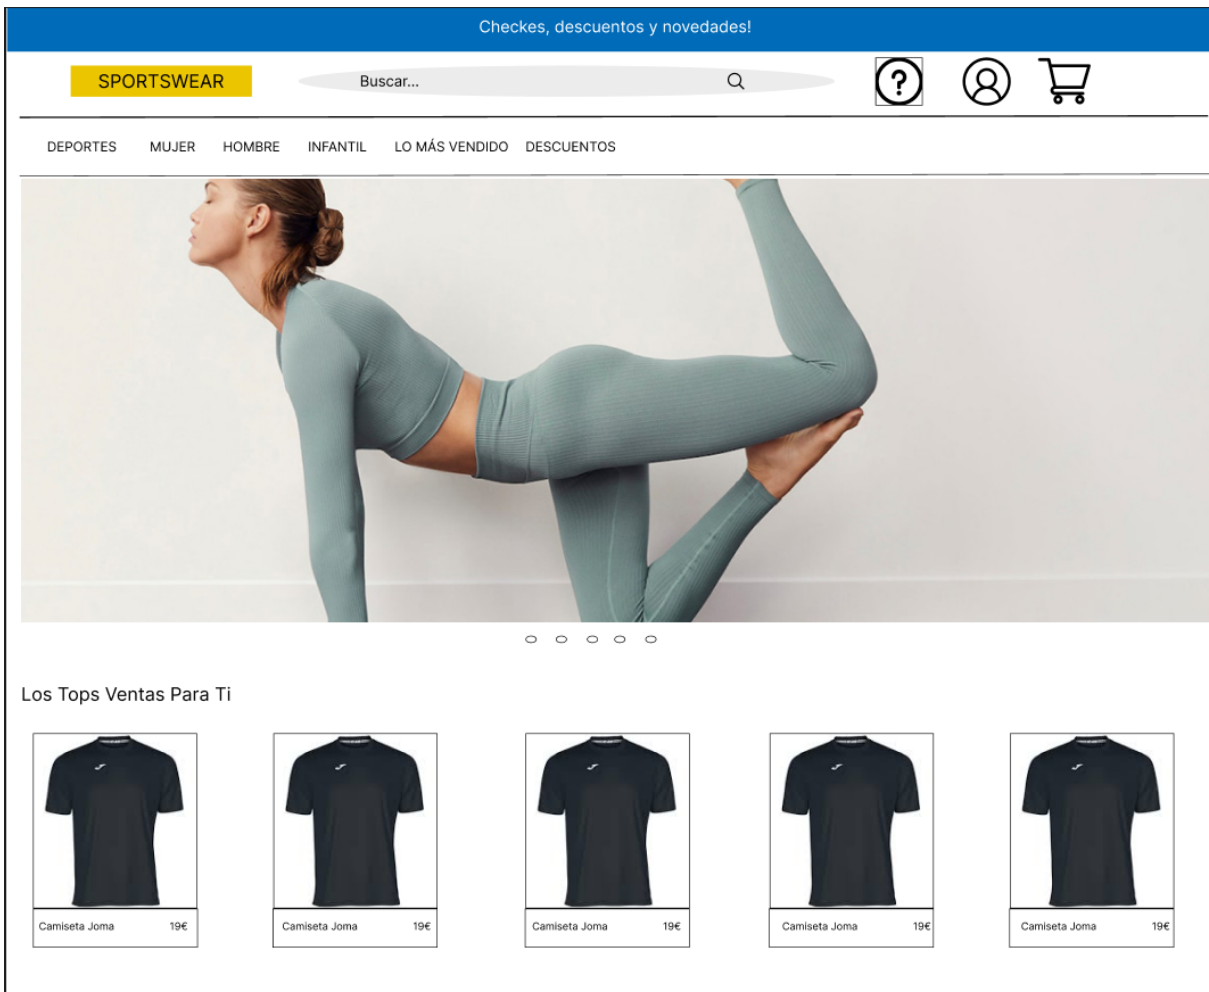 Checkes, descuentos y novedades!
SPORTSWEAR
Buscar...
?
DEPORTES MUJER HOMBRE INFANTIL LO MÁS VENDIDO DESCUENTOS
Los Tops Ventas Para Ti
Camiseta Joma 19€ Camiseta Joma 19€ Camiseta Joma 19€ Camiseta Joma 19€ Camiseta Joma 19€